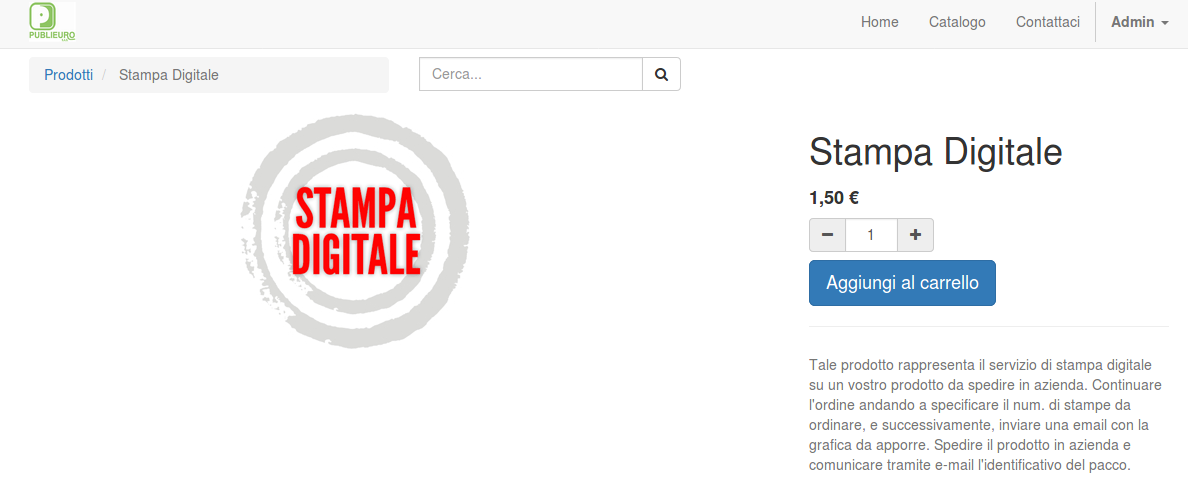 PUBLIEURO
Home Catalogo Contattaci Admin
Prodotti / Stampa Digitale
Cerca...
STAMPA
DIGITALE
Stampa Digitale
1,50 €
1
Aggiungi al carrello
Tale prodotto rappresenta il servizio di stampa digitale
su un vostro prodotto da spedire in azienda. Continuare
l'ordine andando a specificare il num. di stampe da
ordinare, e successivamente, inviare una email con la
grafica da apporre. Spedire il prodotto in azienda e
comunicare tramite e-mail l'identificativo del pacco.